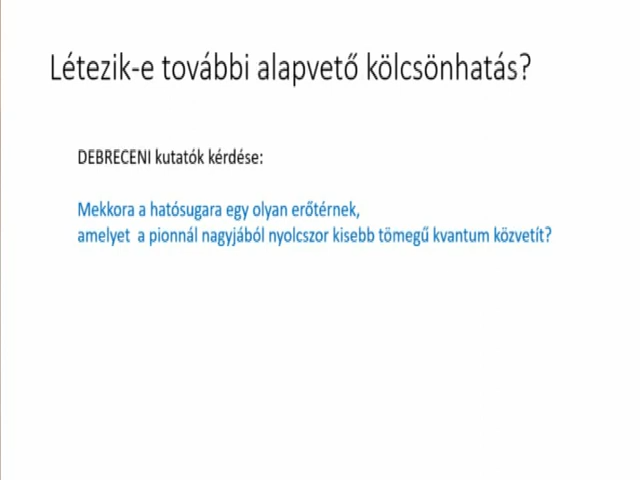 Létezik-e további alapvető kölcsönhatás?
DEBRECENI kutatók kérdése:
Mekkora a hatósugara egy olyan erőtérnek,
amelyet a pionnál nagyjából nyolcszor kisebb tömegű kvantum közvetít?